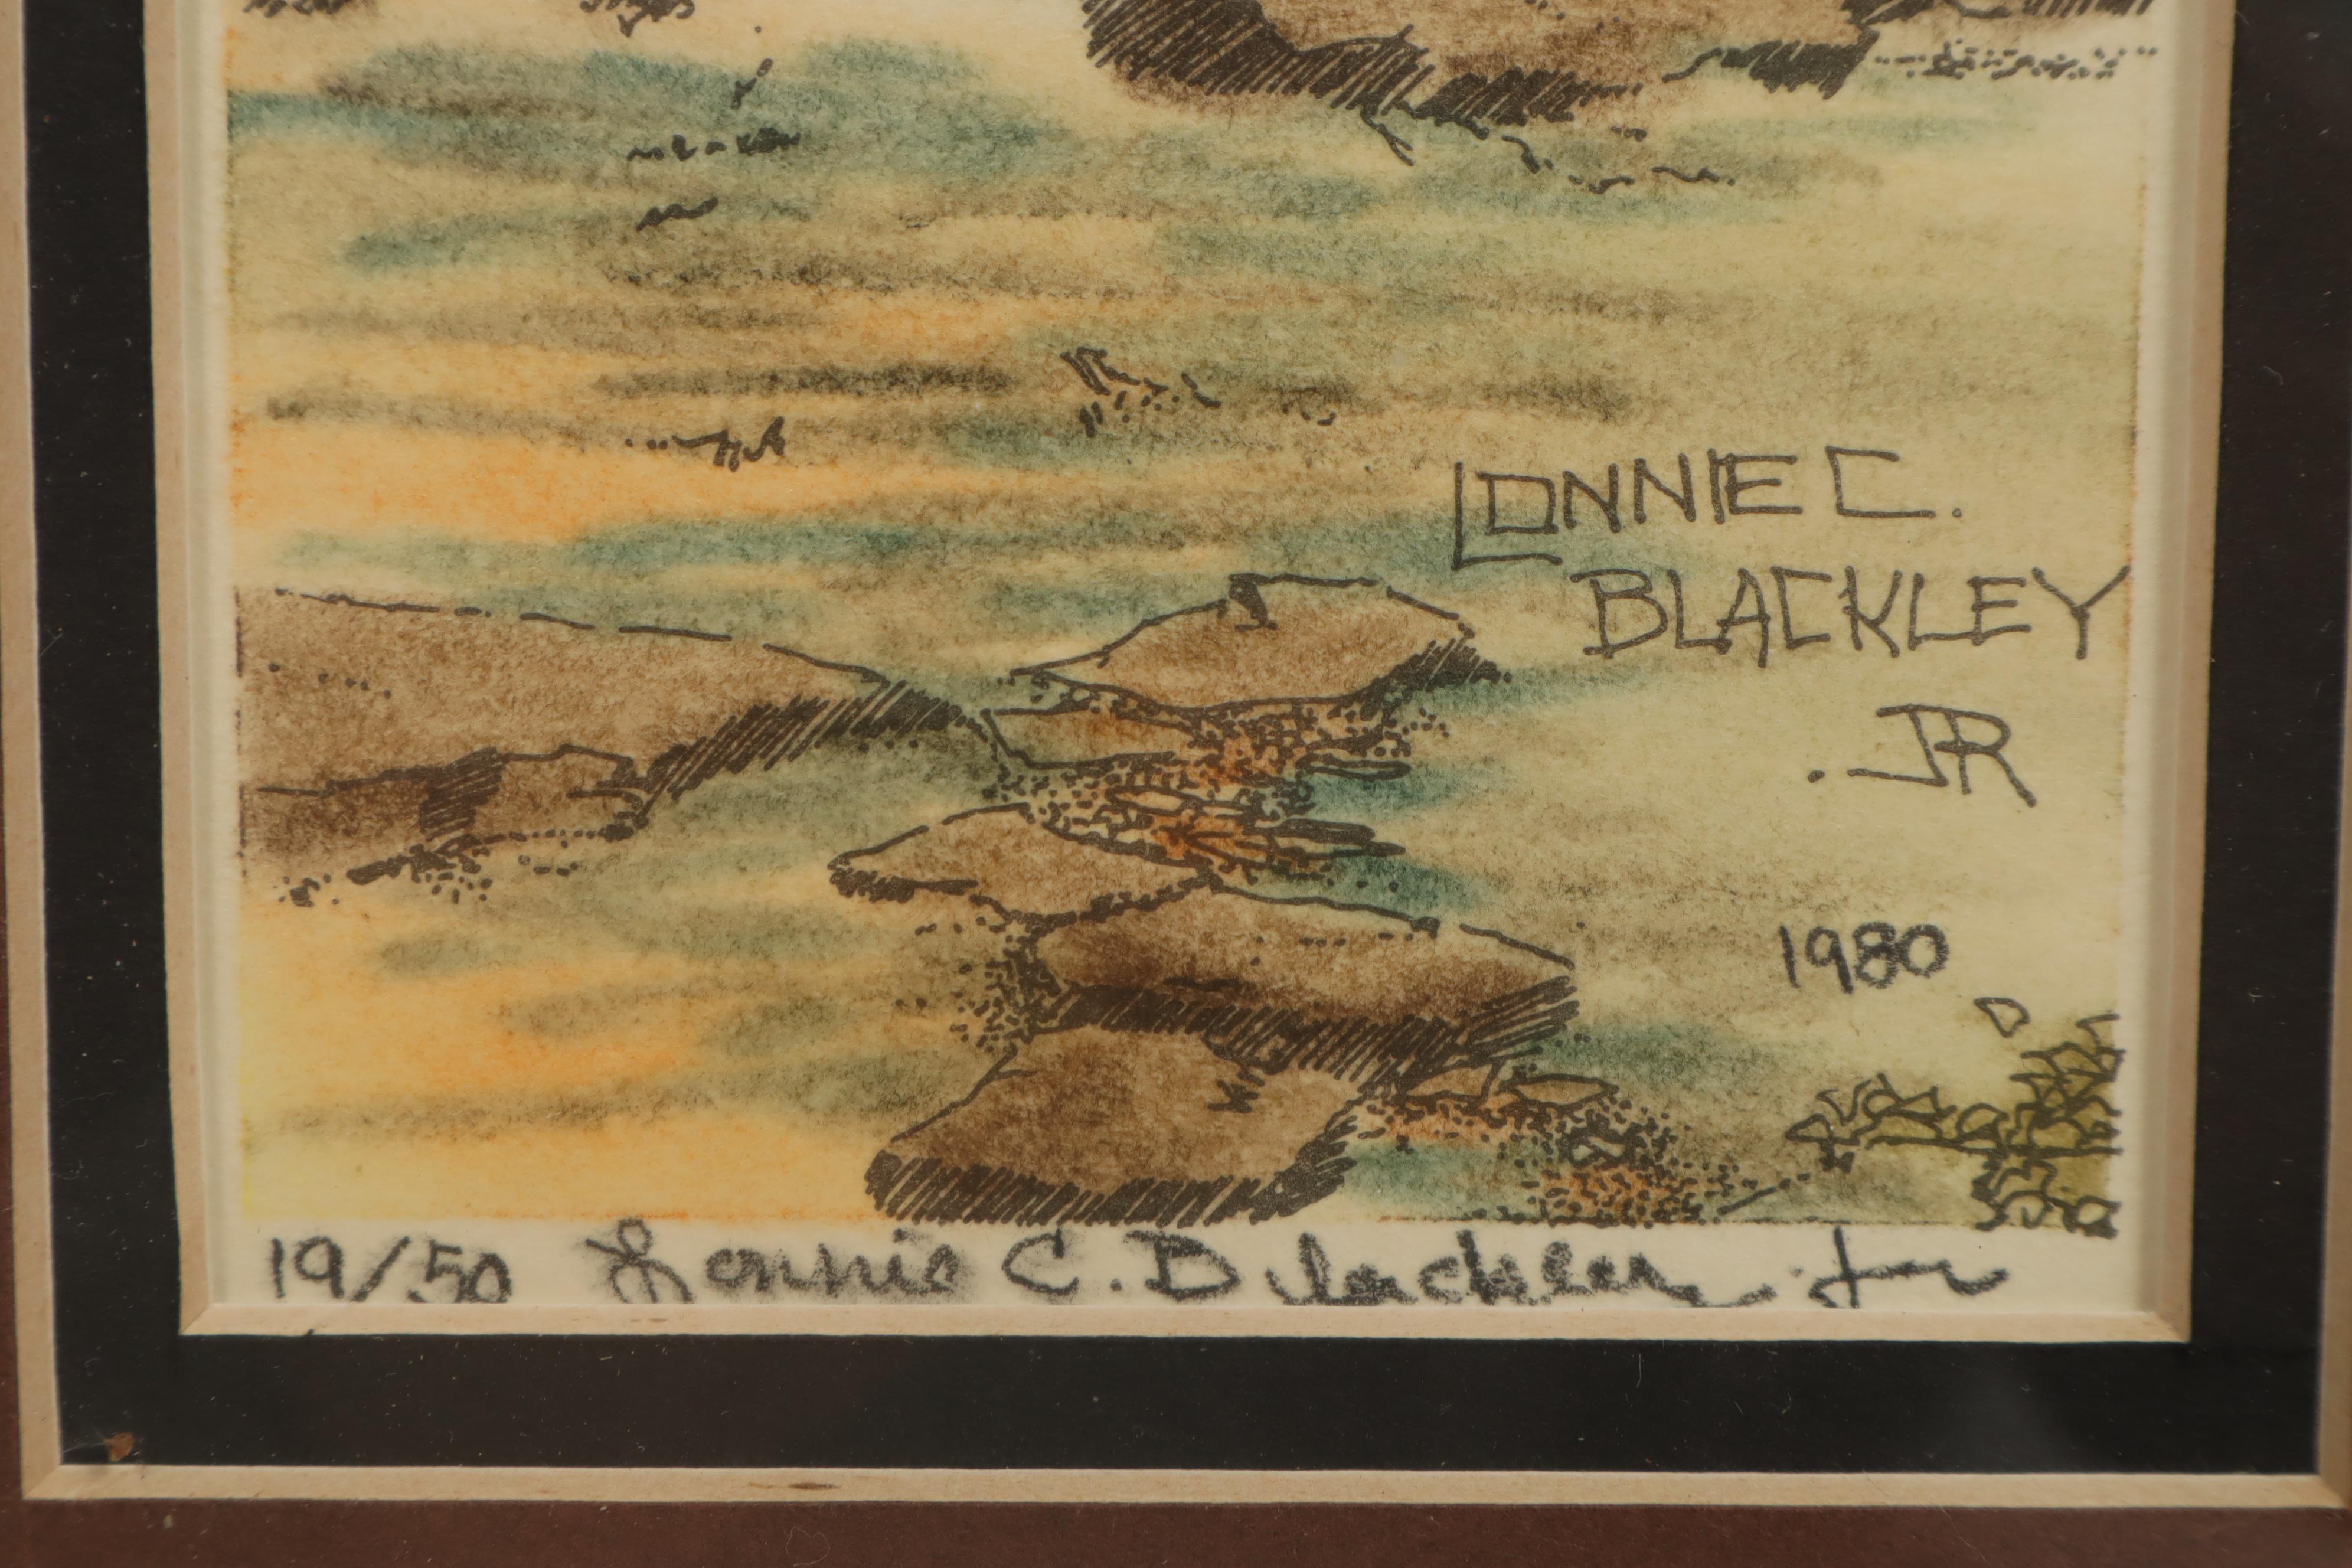 LONNIE C.
BLACKLEY
.JR
1980
19/50 Lonnie C. Blackley, Jr